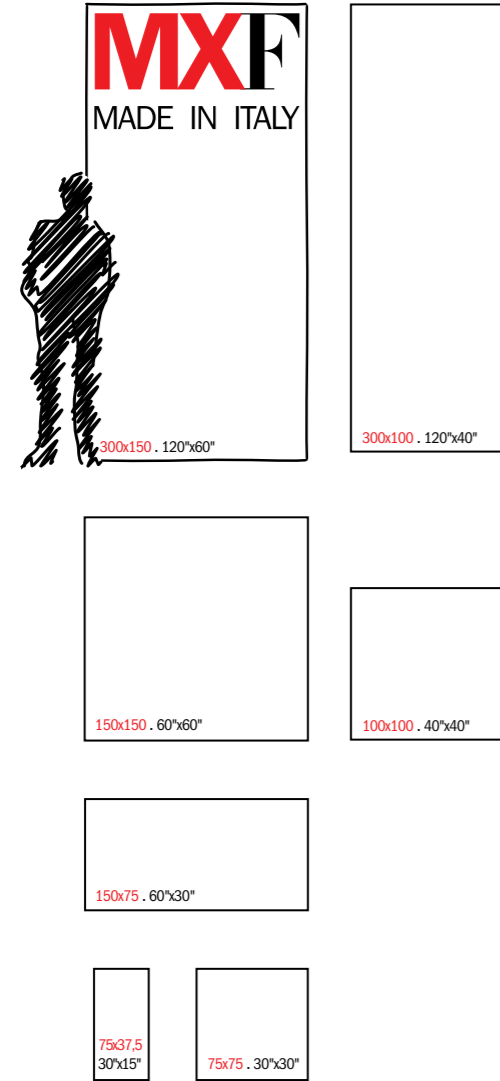 MXF
MADE IN ITALY
300x150 . 120"x60"
300x100 . 120"x40"
150x150 . 60"x60"
100x100 . 40"x40"
150x75 . 60"x30"
75x37,5
30"x15"
75x75 . 30"x30"